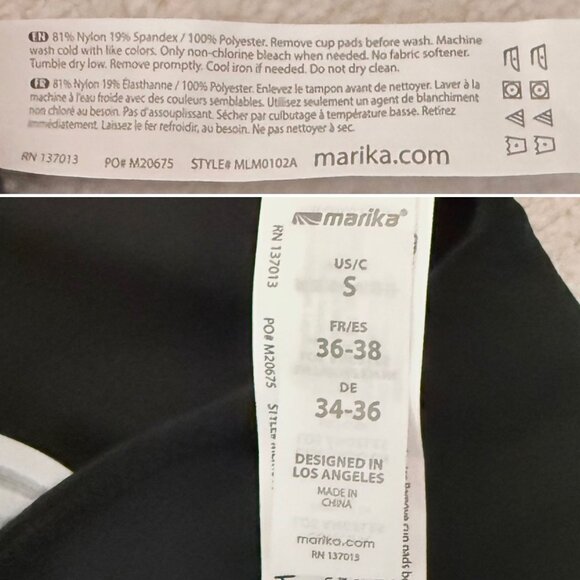 EN 81% Nylon 19% Spandex / 100% Polyester. Remove cup pads before wash. Machine
wash cold with like colors. Only non-chlorine bleach when needed. No fabric softener.
Tumble dry low. Remove promptly. Cool iron if needed. Do not dry clean.
FR 81% Nylon 19% Élasthanne / 100% Polyester. Enlevez le tampon avant de nettoyer. Laver à la
machine à l'eau froide avec des couleurs semblables. Utilisez seulement un agent de blanchiment
non chloré au besoin. Pas d'assouplissant. Sécher par culbutage à température basse. Retirez
immédiatement. Laissez le fer refroidir, au besoin. Ne pas nettoyer à sec.
RN 137013 PO# M20675 STYLE# MLM0102A marika.com
marika®
US/C
S
FR/ES
36-38
DE
34-36
DESIGNED IN
LOS ANGELES
MADE IN
CHINA
marika.com
RN 137013
RN 137013 PO# M20675